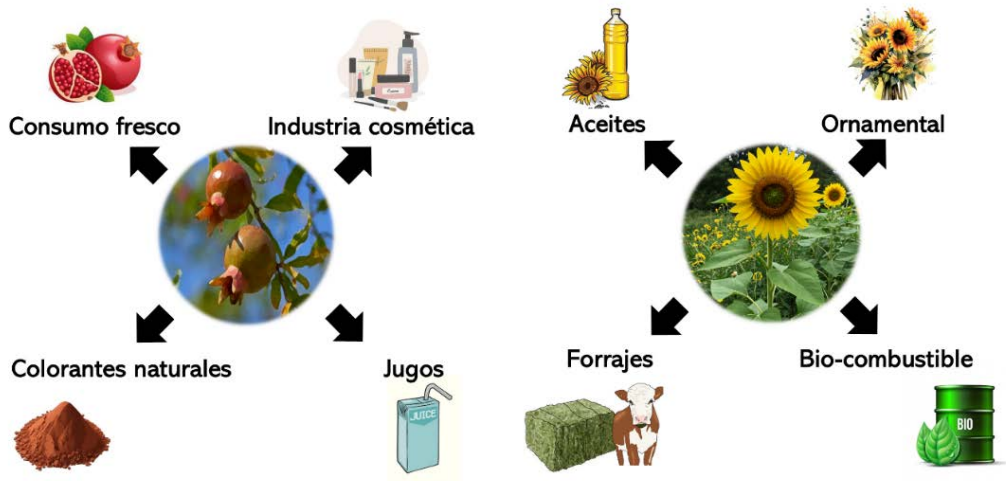 Consumo fresco
Industria cosmética
Colorantes naturales
Jugos
JUICE
Aceites
Ornamental
Forrajes
Bio-combustible
BIO